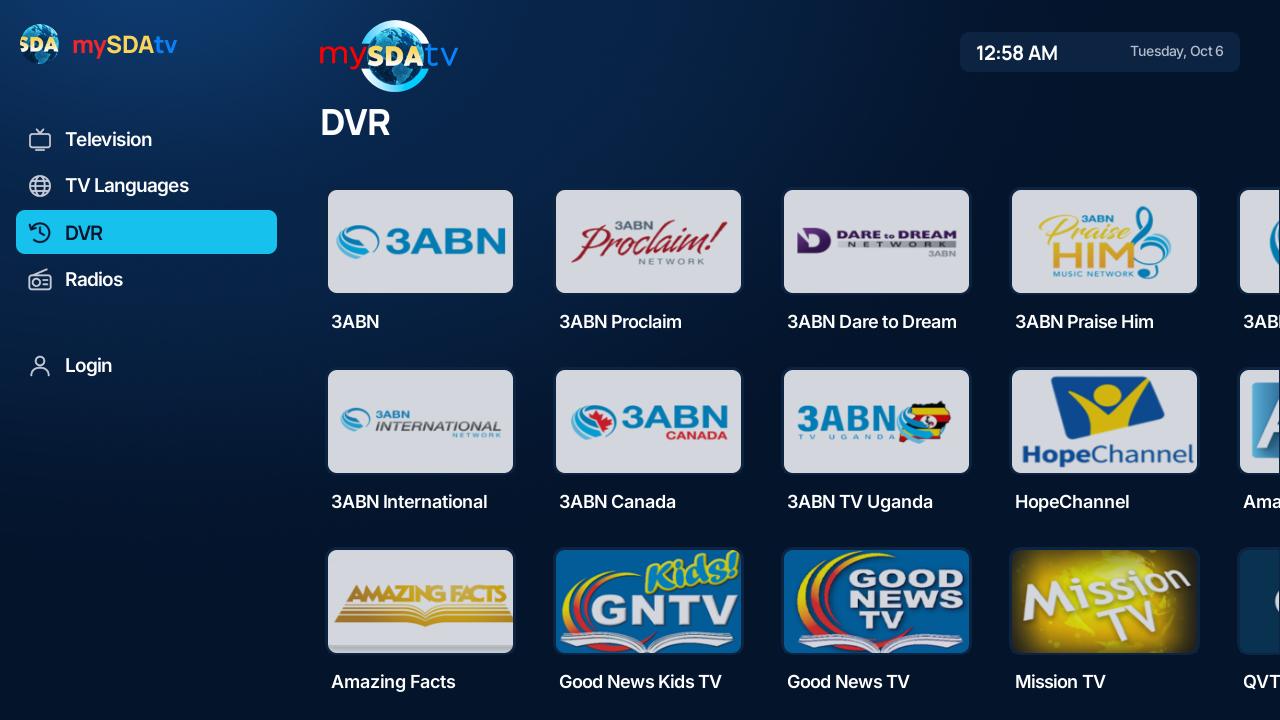 SDA mySDAtv
mySDAtv
12:58 AM Tuesday, Oct 6
DVR
Television
TV Languages
DVR
Radios
Login
3ABN
3ABN Proclaim! NETWORK
DARE to DREAM NETWORK 3ABN
3ABN Praise HIM MUSIC NETWORK
3ABN
3ABN Proclaim
3ABN Dare to Dream
3ABN Praise Him
3ABN INTERNATIONAL NETWORK
3ABN CANADA
3ABN TV UGANDA
HopeChannel
3ABN International
3ABN Canada
3ABN TV Uganda
HopeChannel
Ama
AMAZING FACTS
Kids! GNTV
GOOD NEWS TV
Mission TV
Amazing Facts
Good News Kids TV
Good News TV
Mission TV
QVT